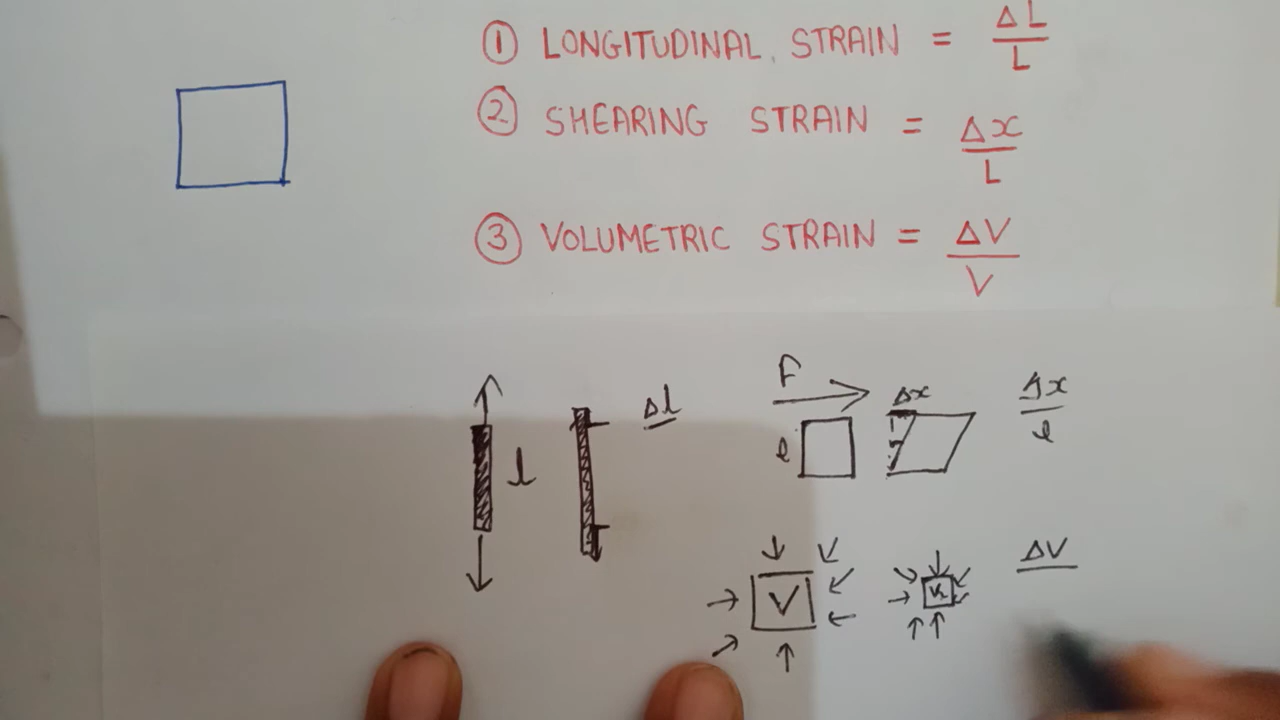 ① LONGITUDINAL STRAIN = ΔL/L
② SHEARING STRAIN = Δx/L
③ VOLUMETRIC STRAIN = ΔV/V
F
l
Δl
l
Δx
Δx/l
V
ΔV